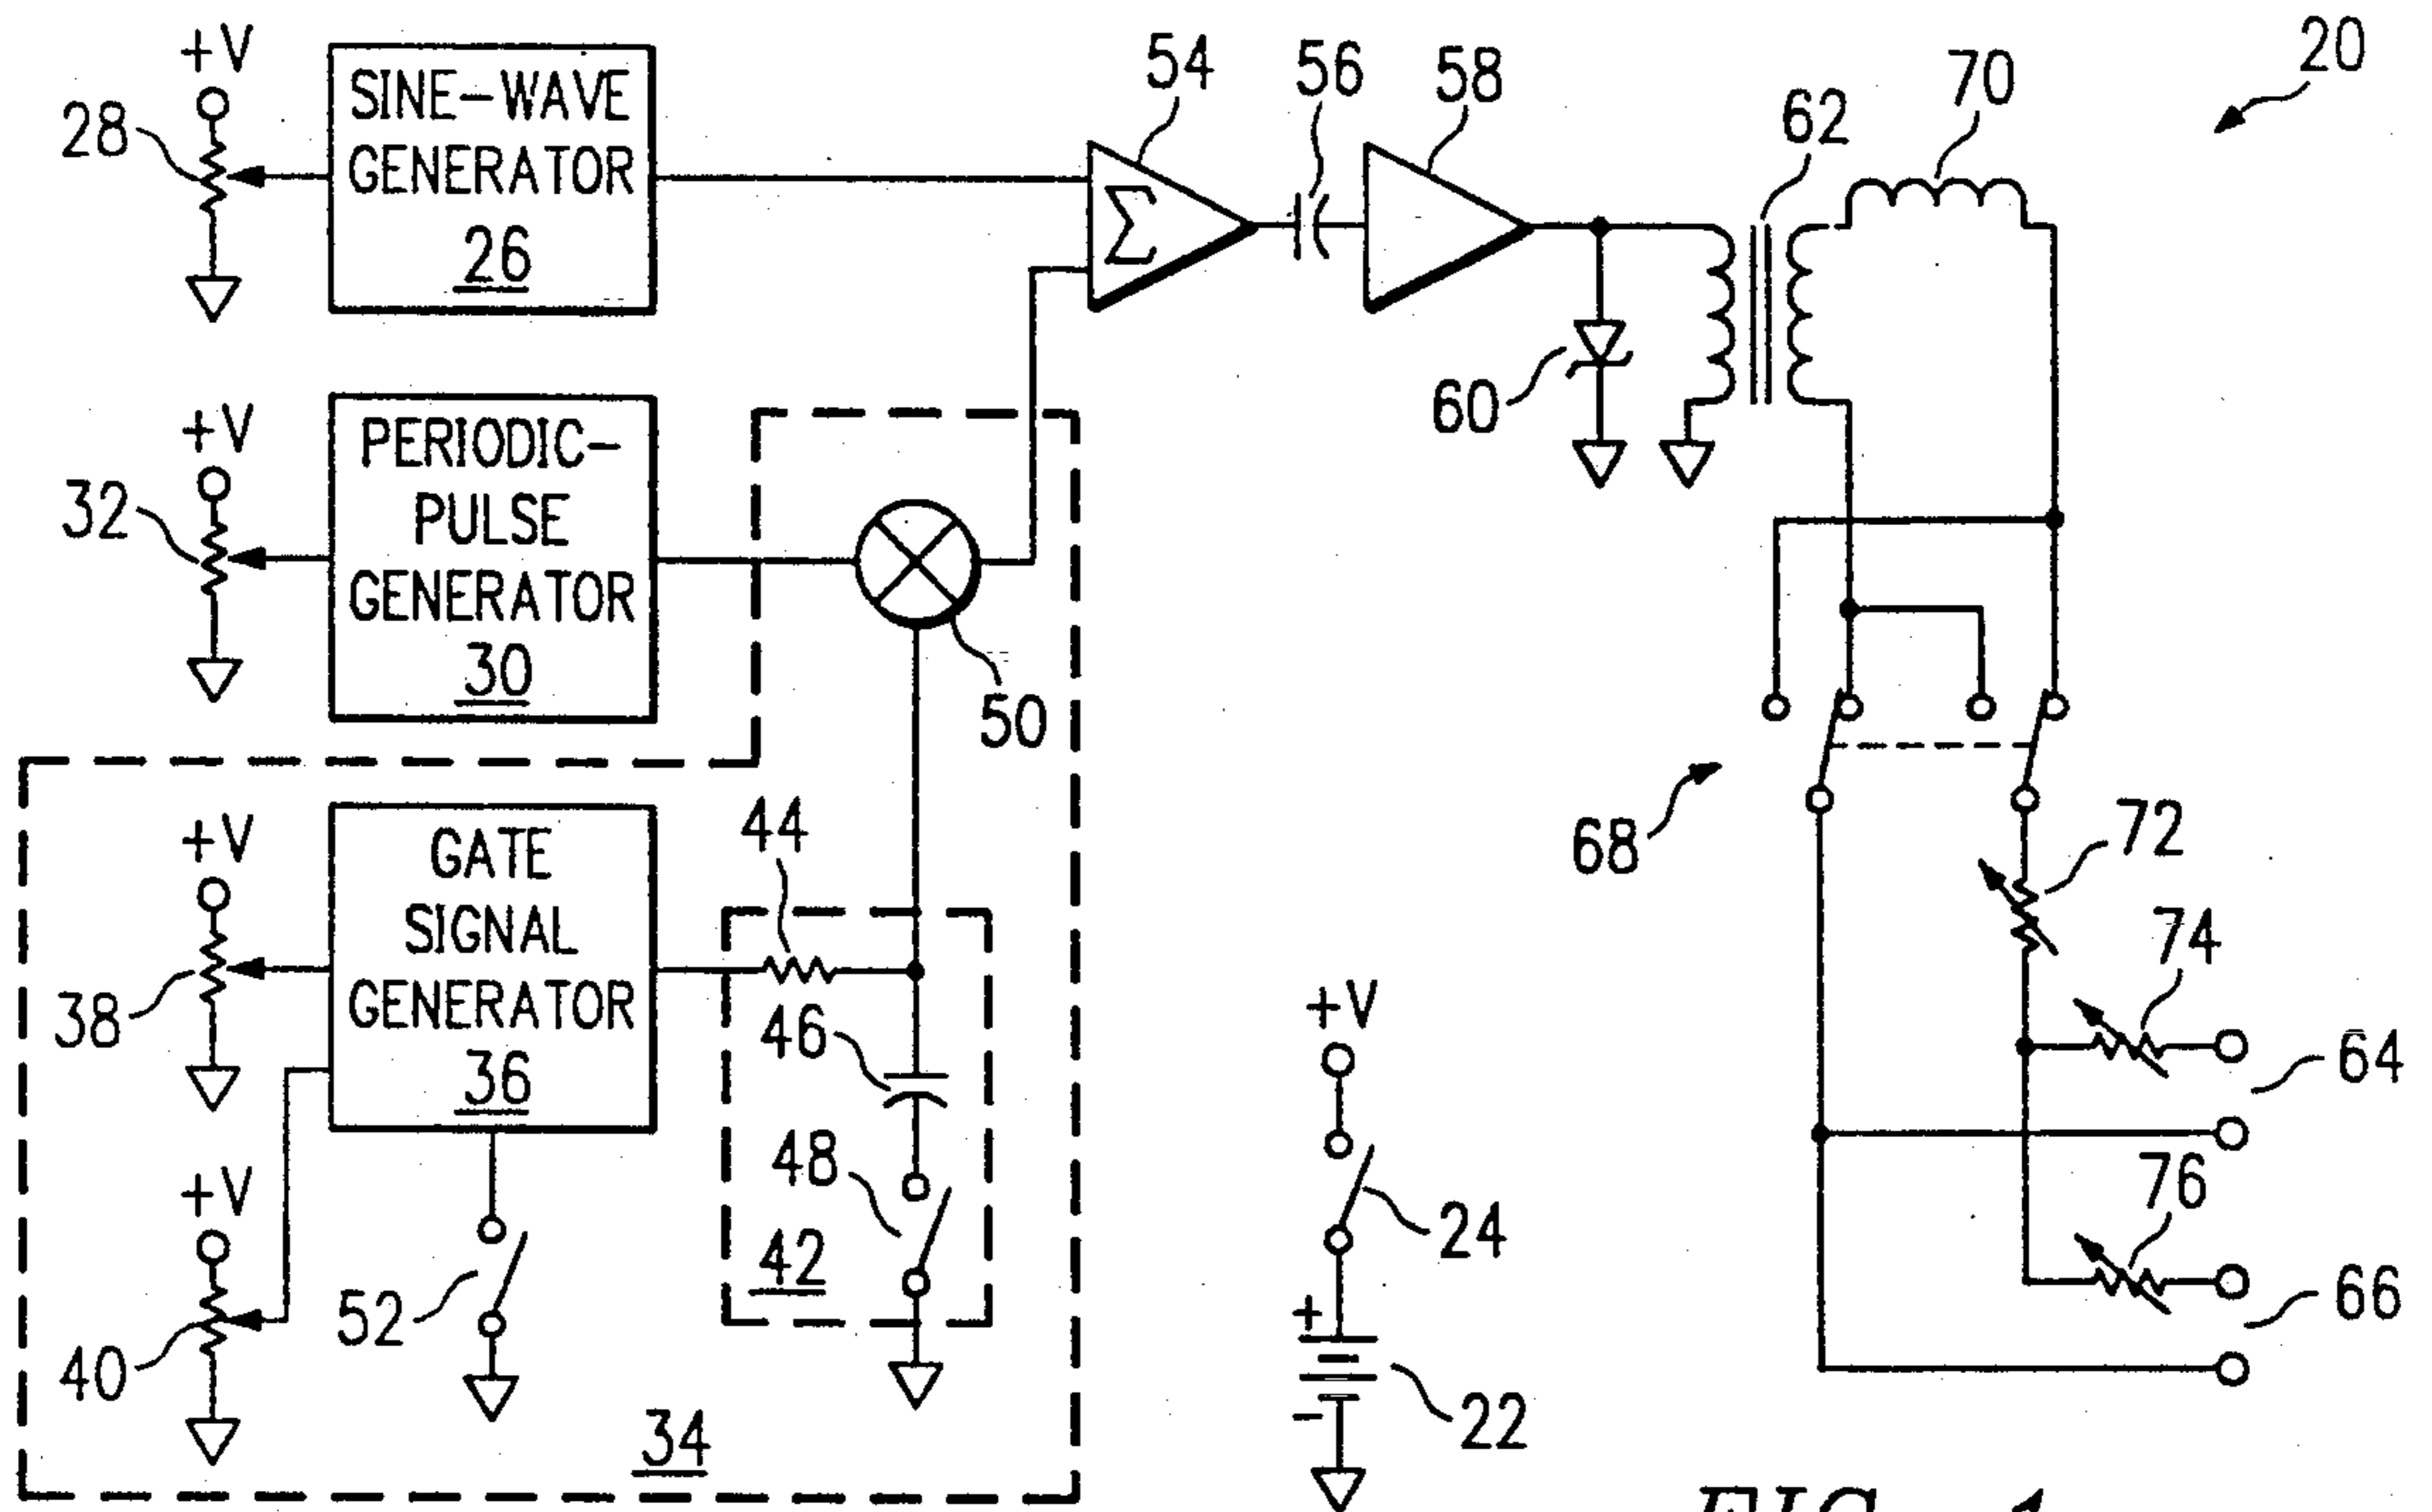 +V
28
SINE-WAVE
GENERATOR
26
54
56
58
62
70
20
Σ
60
+V
32
PERIODIC-
PULSE
GENERATOR
30
50
68
72
74
64
76
66
+V
38
GATE
SIGNAL
GENERATOR
36
44
46
48
42
+V
40
52
34
+V
24
+
-
22
FIG. 1